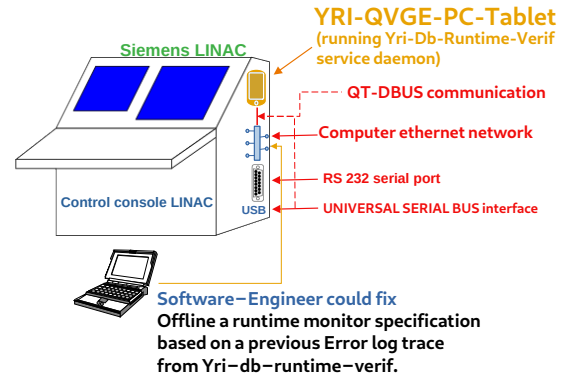 YRI-QVGE-PC-Tablet
(running Yri-Db-Runtime-Verif
service daemon)
Siemens LINAC
QT-DBUS communication
Computer ethernet network
RS 232 serial port
Control console LINAC
USB
UNIVERSAL SERIAL BUS interface
Software-Engineer could fix
Offline a runtime monitor specification
based on a previous Error log trace
from Yri-db-runtime-verif.